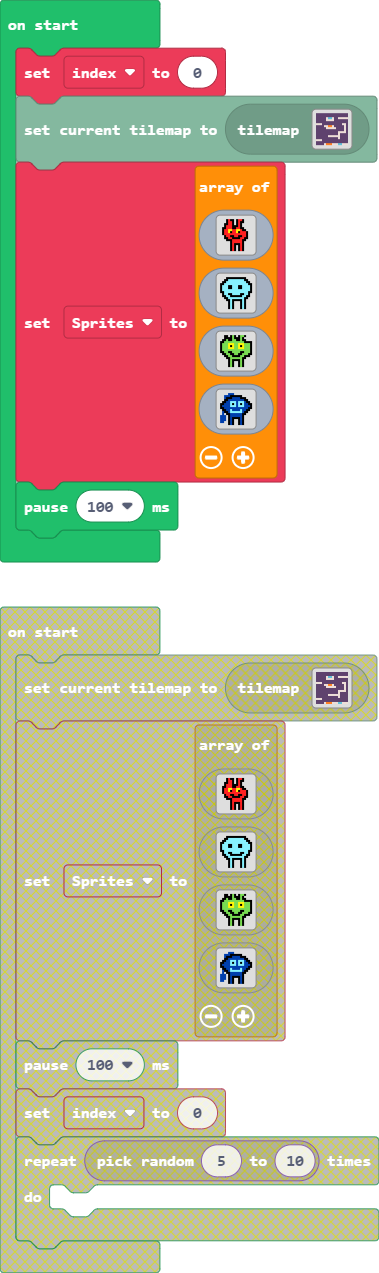 on start
set index to 0
set current tilemap to tilemap
array of
set Sprites to
pause 100 ms
on start
set current tilemap to tilemap
array of
set Sprites to
pause 100 ms
set index to 0
repeat pick random 5 to 10 times
do